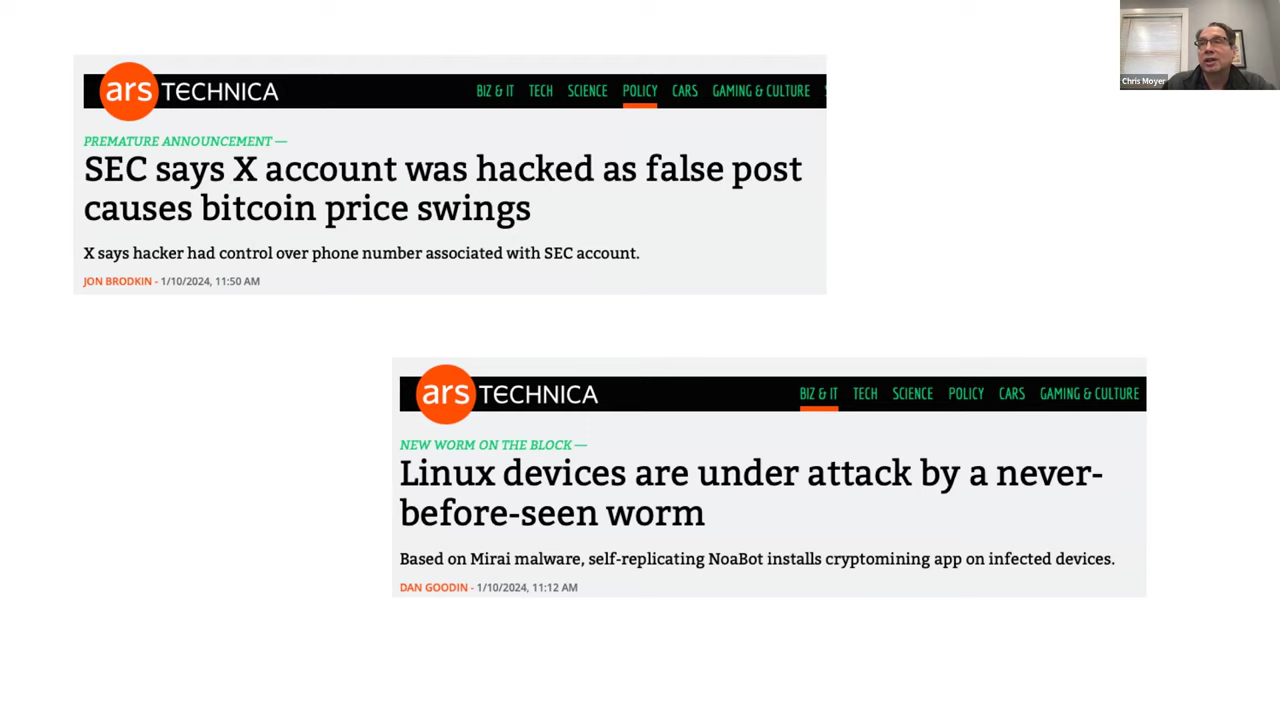 Chris Moyer
ars TECHNICA
BIZ & IT TECH SCIENCE POLICY CARS GAMING & CULTURE
PREMATURE ANNOUNCEMENT —
SEC says X account was hacked as false post
causes bitcoin price swings
X says hacker had control over phone number associated with SEC account.
JON BRODKIN - 1/10/2024, 11:50 AM
ars TECHNICA
BIZ & IT TECH SCIENCE POLICY CARS GAMING & CULTURE
NEW WORM ON THE BLOCK —
Linux devices are under attack by a never-
before-seen worm
Based on Mirai malware, self-replicating NoaBot installs cryptomining app on infected devices.
DAN GOODIN - 1/10/2024, 11:12 AM